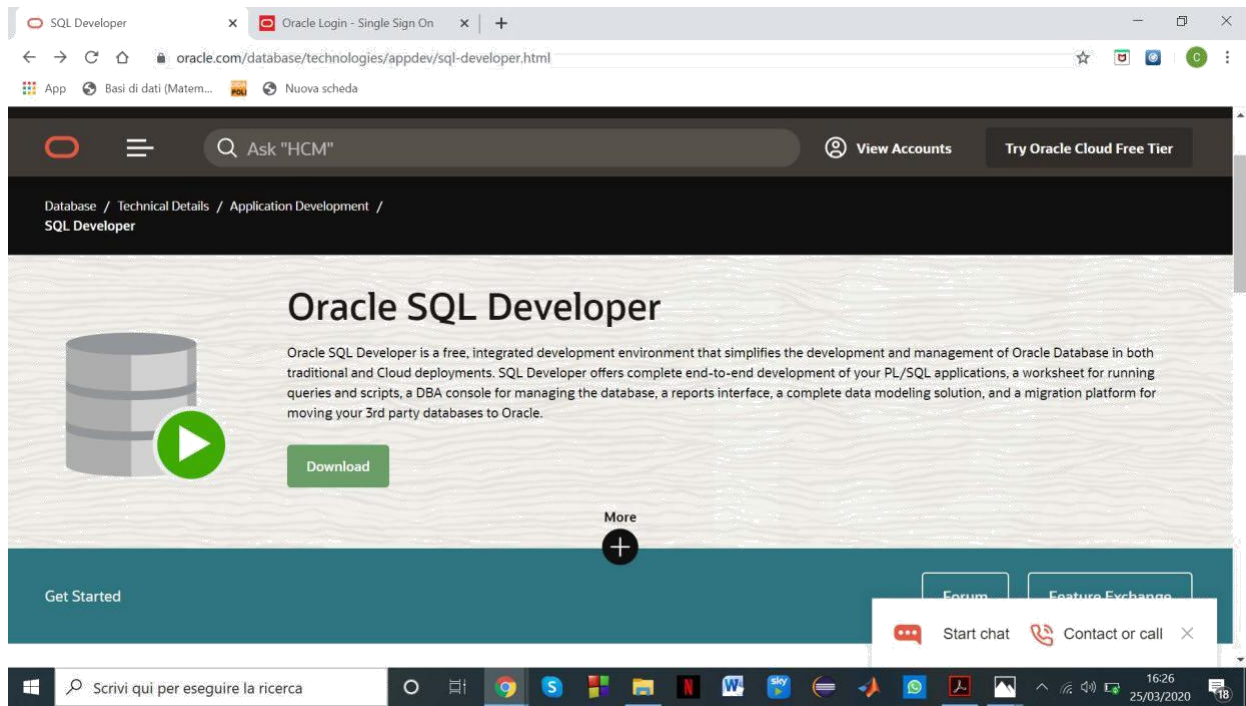 SQL Developer
Oracle Login - Single Sign On
oracle.com/database/technologies/appdev/sql-developer.html
C
App
Basi di dati (Matem...
POLI
Nuova scheda
Ask "HCM"
View Accounts
Try Oracle Cloud Free Tier
Database / Technical Details / Application Development /
SQL Developer
Oracle SQL Developer
Oracle SQL Developer is a free, integrated development environment that simplifies the development and management of Oracle Database in both
traditional and Cloud deployments. SQL Developer offers complete end-to-end development of your PL/SQL applications, a worksheet for running
queries and scripts, a DBA console for managing the database, a reports interface, a complete data modeling solution, and a migration platform for
moving your 3rd party databases to Oracle.
Download
More
Get Started
Forum
Feature Exchange
Start chat
Contact or call
Scrivi qui per eseguire la ricerca
S
N
W
sky
16:26
25/03/2020
18